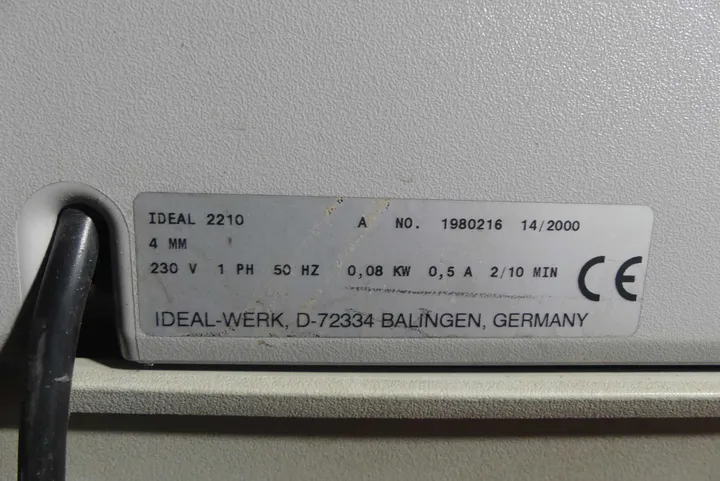 IDEAL 2210 A NO. 1980216 14/2000
4 MM
230 V 1 PH 50 HZ 0,08 KW 0,5 A 2/10 MIN CE
IDEAL-WERK, D-72334 BALINGEN, GERMANY